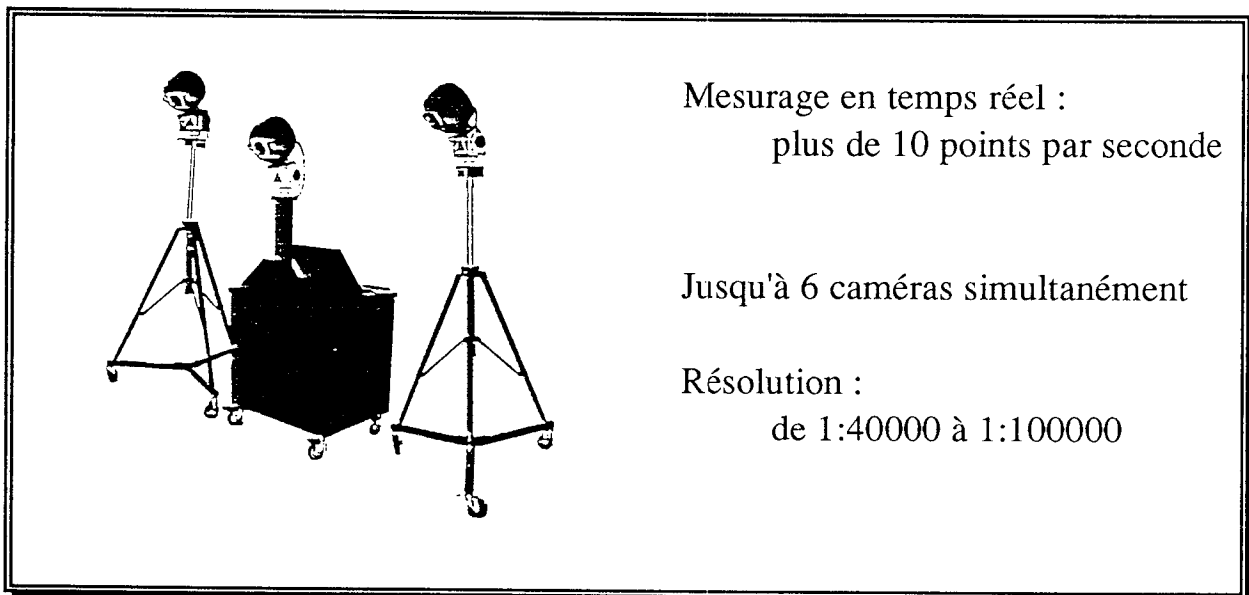 Mesurage en temps réel :
plus de 10 points par seconde
Jusqu'à 6 caméras simultanément
Résolution :
de 1:40000 à 1:100000